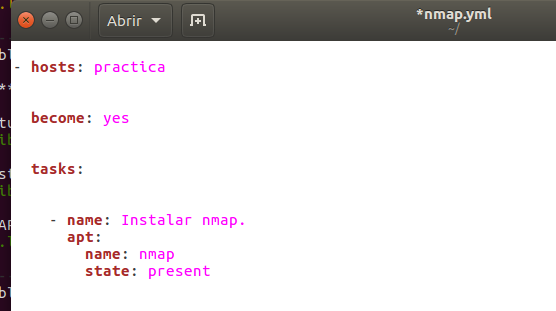 Abrir
*nmap.yml
~/
- hosts: practica
become: yes
tasks:
- name: Instalar nmap.
apt:
name: nmap
state: present